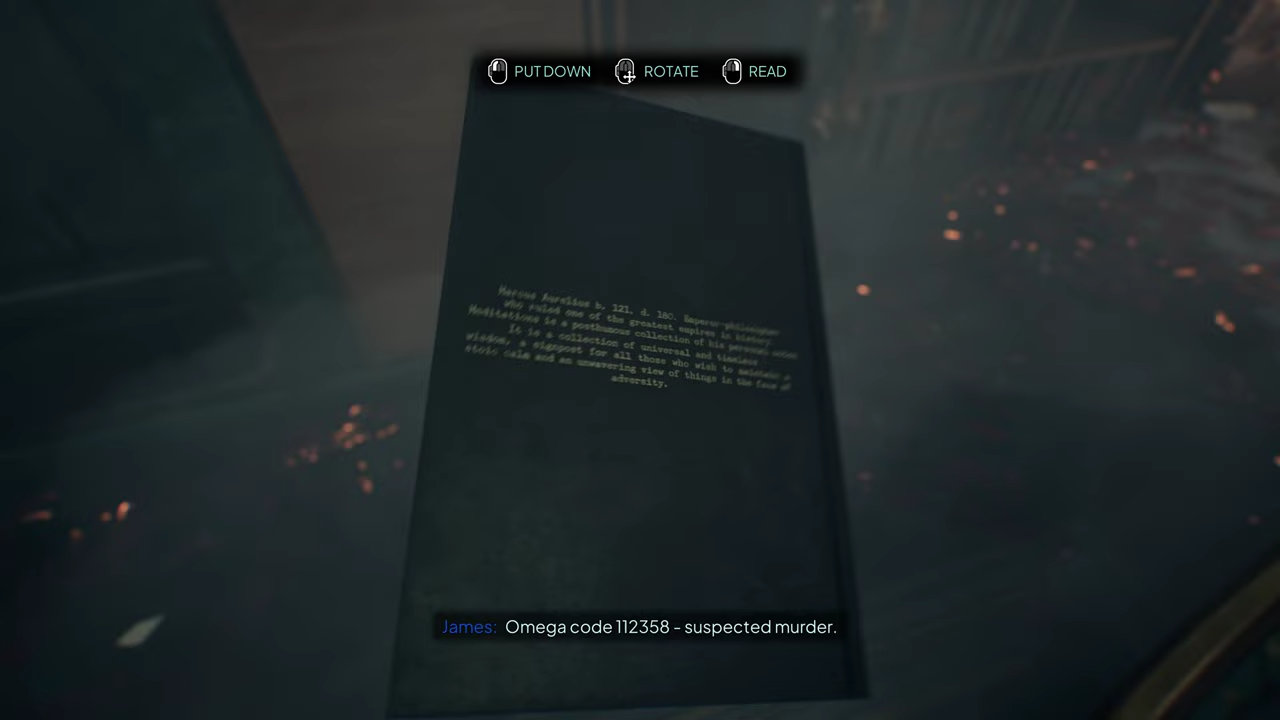 PUT DOWN ROTATE READ
Marcus Aurelius b. 121, d. 180. Emperor-philosopher
who ruled one of the greatest empires in history
Meditations is a posthumous collection of his personal notes
It is a collection of universal and timeless
wisdom, a signpost for all those who wish to maintain a
stoic calm and an unwavering view of things in the face of
adversity.
James: Omega code 112358 - suspected murder.